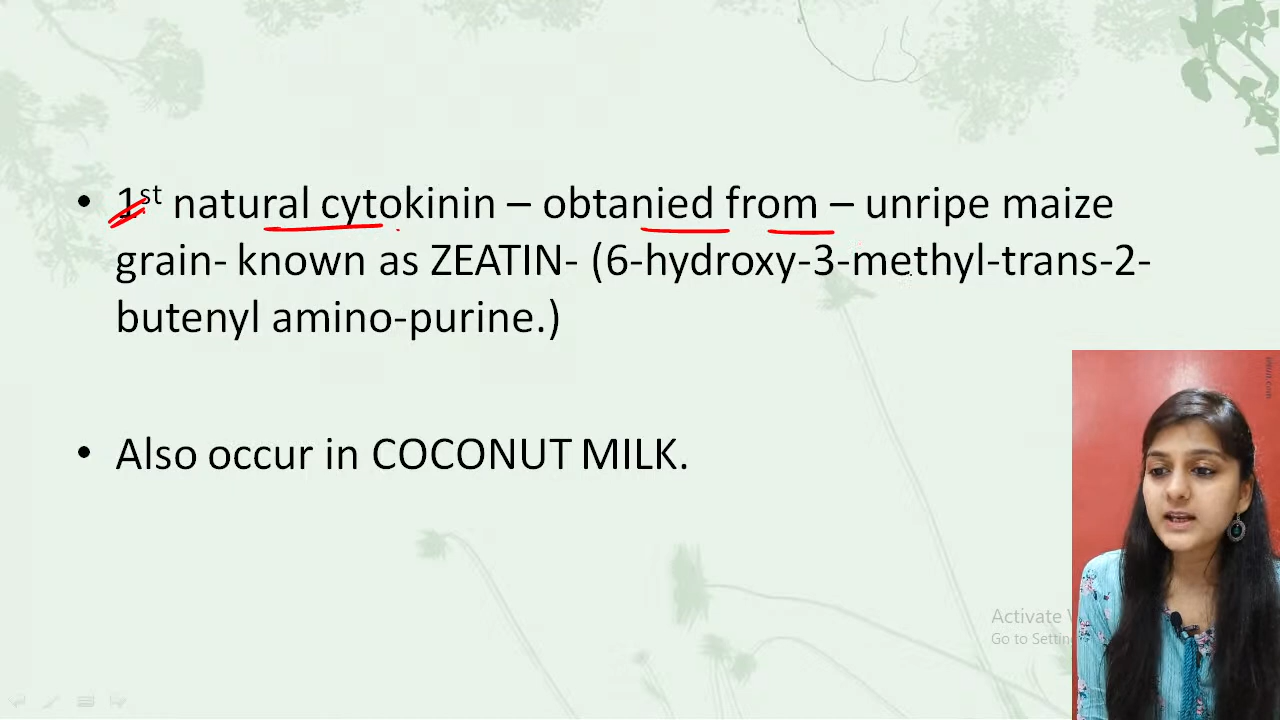 • 1st natural cytokinin – obtanied from – unripe maize
grain- known as ZEATIN- (6-hydroxy-3-methyl-trans-2-
butenyl amino-purine.)
• Also occur in COCONUT MILK.
Activate
Go to Settin